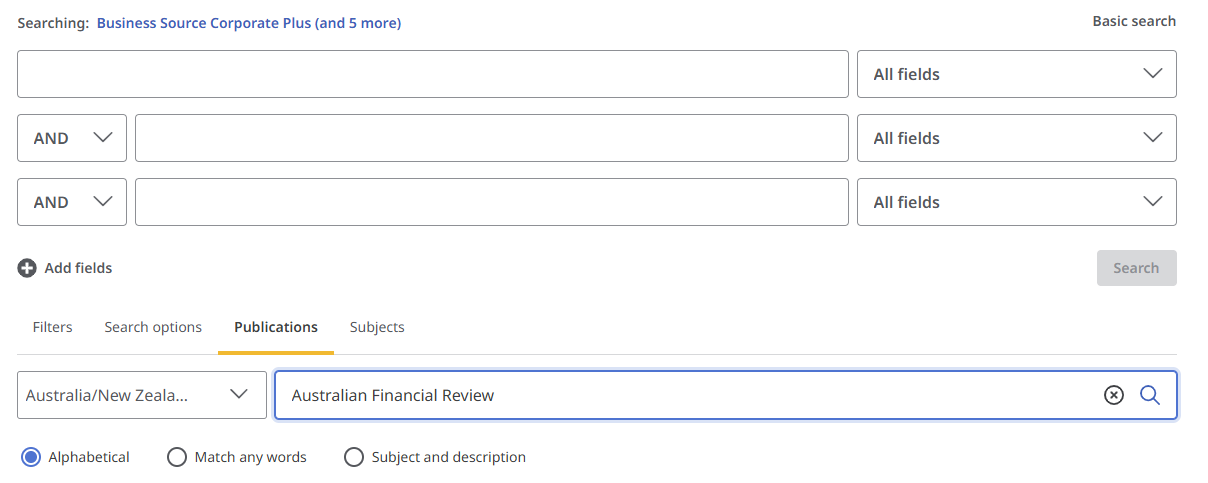 Searching: Business Source Corporate Plus (and 5 more)
Basic search
All fields
AND
All fields
AND
All fields
Add fields
Search
Filters Search options Publications Subjects
Australia/New Zeala... Australian Financial Review
Alphabetical Match any words Subject and description